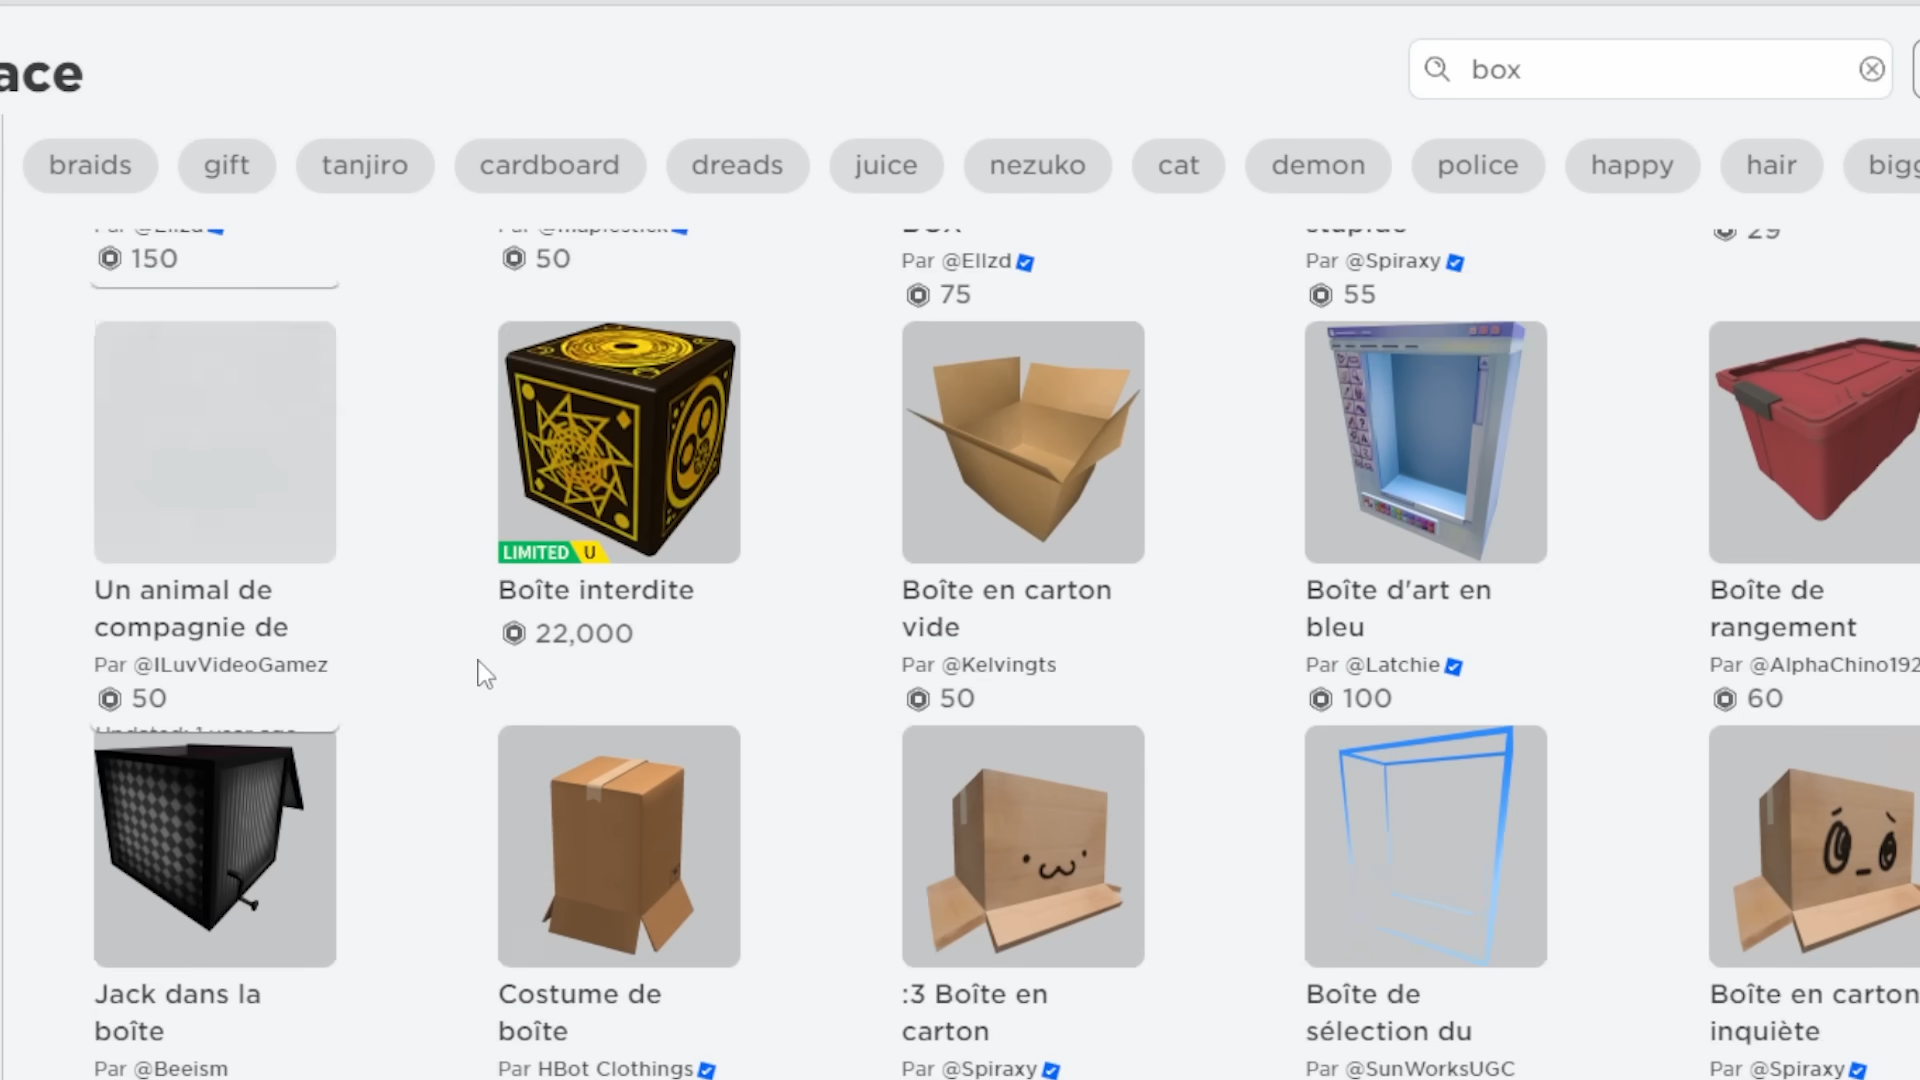 ace
box
braids
gift
tanjiro
cardboard
dreads
juice
nezuko
cat
demon
police
happy
hair
150
50
Par @Ellzd
75
Par @Spiraxy
55
29
LIMITED U
Un animal de
compagnie de
Par @ILuvVideoGamez
50
Boîte interdite
22,000
Boîte en carton
vide
Par @Kelvingts
50
Boîte d'art en
bleu
Par @Latchie
100
Boîte de
rangement
Par @AlphaChino192
60
Jack dans la
boîte
Par @Beeism
Costume de
boîte
Par HBot Clothings
:3 Boîte en
carton
Par @Spiraxy
Boîte de
sélection du
Par @SunWorksUGC
Boîte en carton
inquiète
Par @Spiraxy